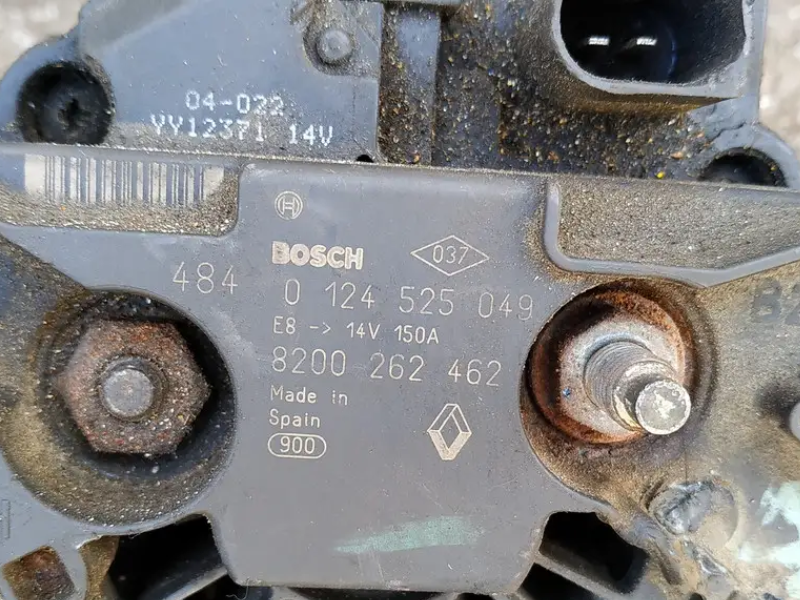 04-022
YY12371 14V
BOSCH
037
484
0 124 525 049
E8 -> 14V 150A
8200 262 462
Made in
Spain
900